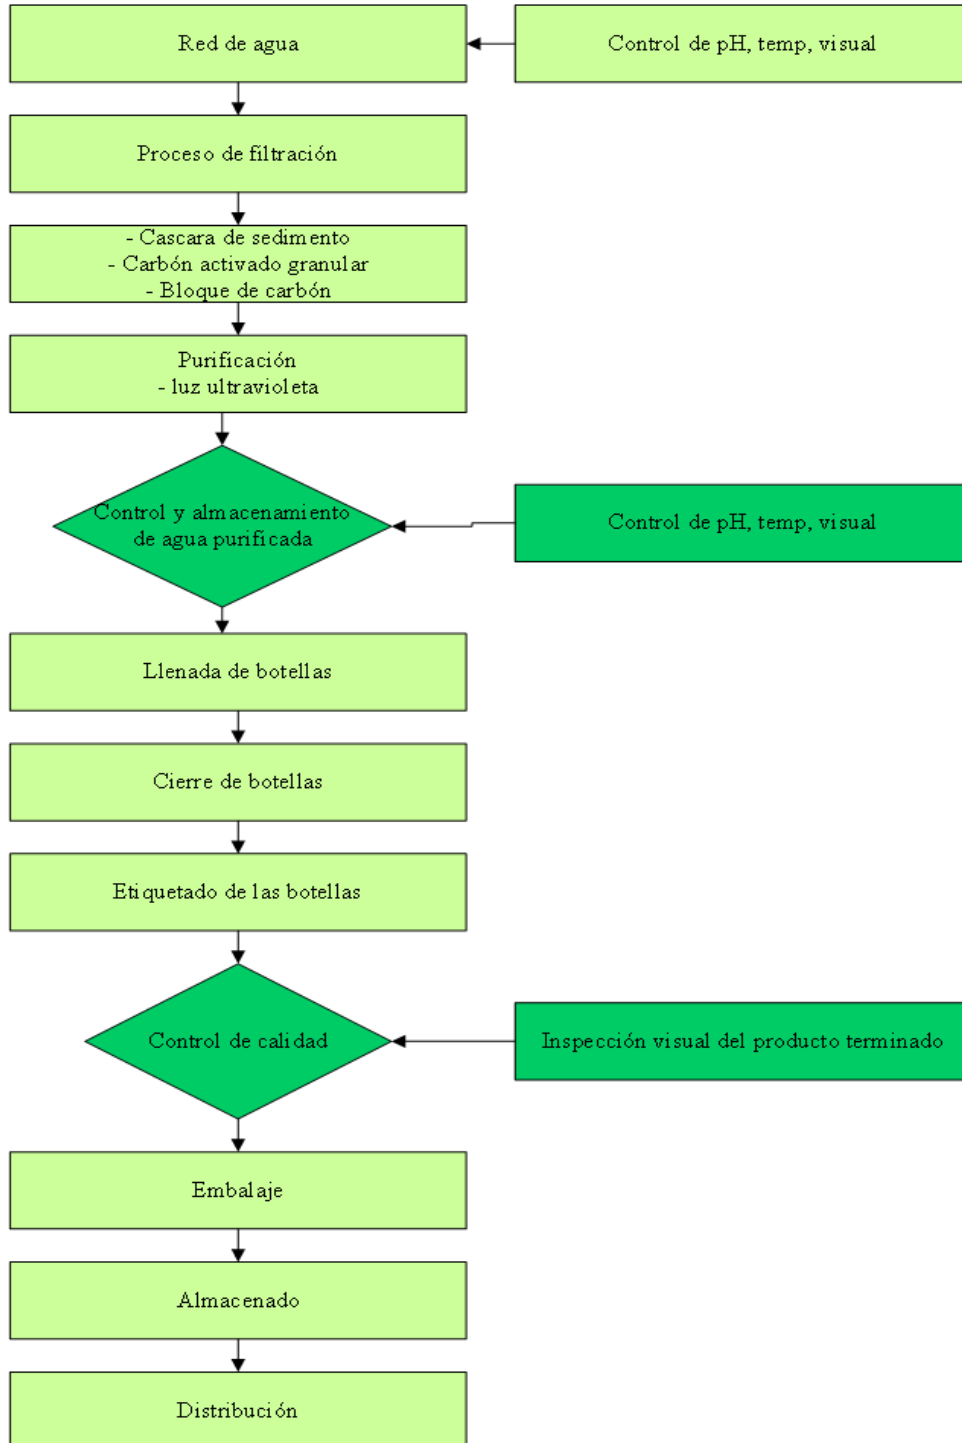 Red de agua
Control de pH, temp, visual
Proceso de filtración
- Cascara de sedimento
- Carbón activado granular
- Bloque de carbón
Purificación
- luz ultravioleta
Control y almacenamiento
de agua purificada
Control de pH, temp, visual
Llenada de botellas
Cierre de botellas
Etiquetado de las botellas
Control de calidad
Inspección visual del producto terminado
Embalaje
Almacenado
Distribución